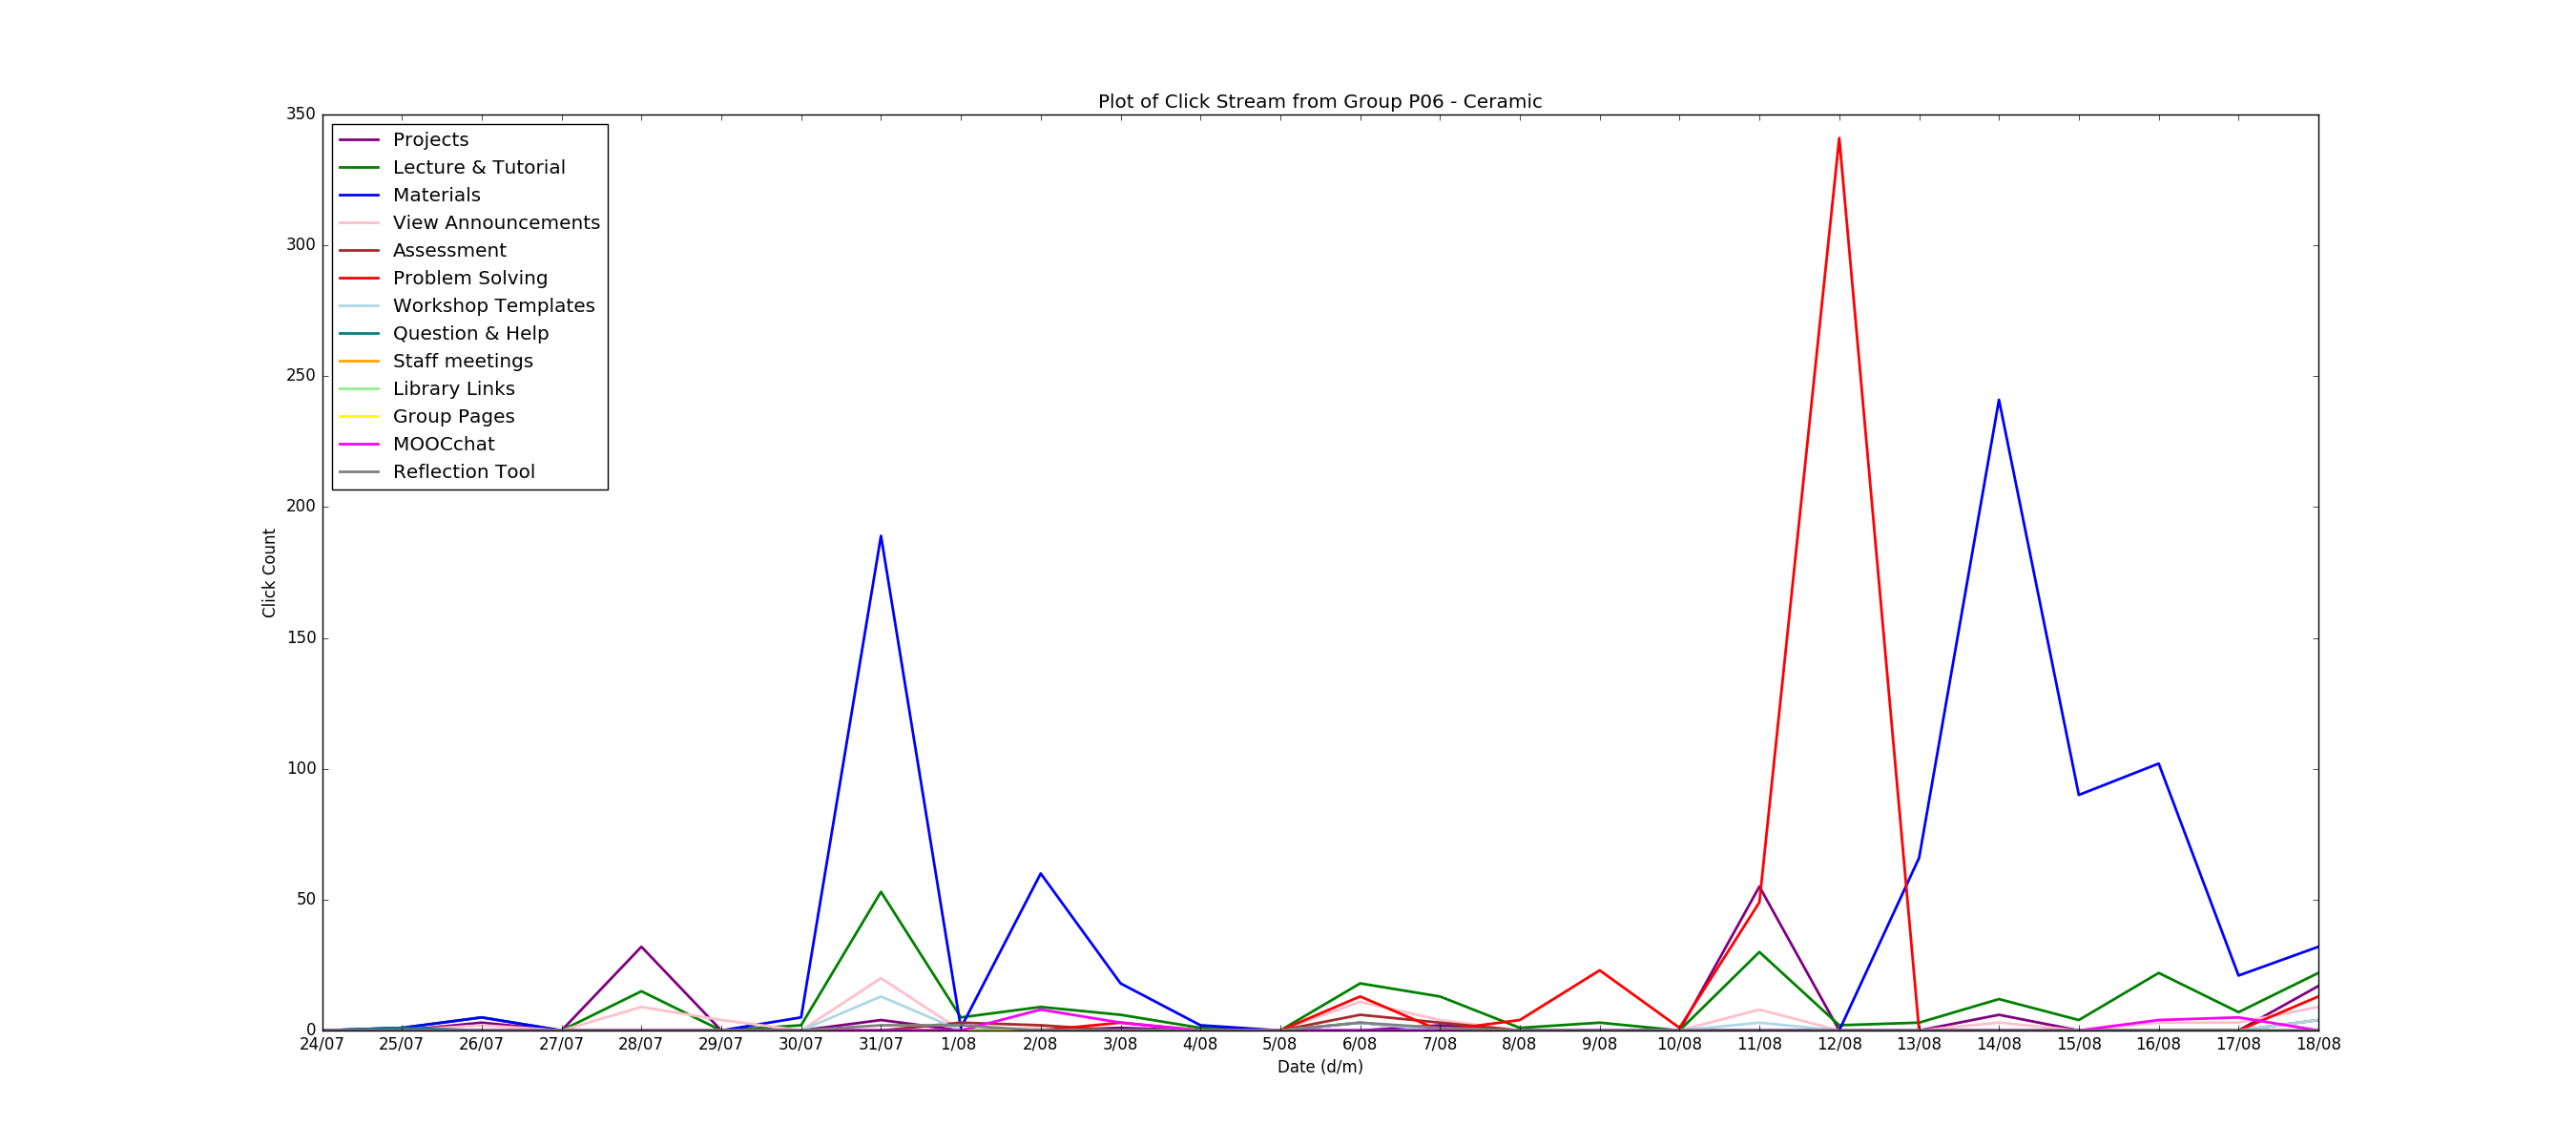 Plot of Click Stream from Group P06 - Ceramic
350
300
250
200
150
100
50
0
Click Count
Projects
Lecture & Tutorial
Materials
View Announcements
Assessment
Problem Solving
Workshop Templates
Question & Help
Staff meetings
Library Links
Group Pages
MOOCchat
Reflection Tool
24/07 25/07 26/07 27/07 28/07 29/07 30/07 31/07 1/08 2/08 3/08 4/08 5/08 6/08 7/08 8/08 9/08 10/08 11/08 12/08 13/08 14/08 15/08 16/08 17/08 18/08
Date (d/m)